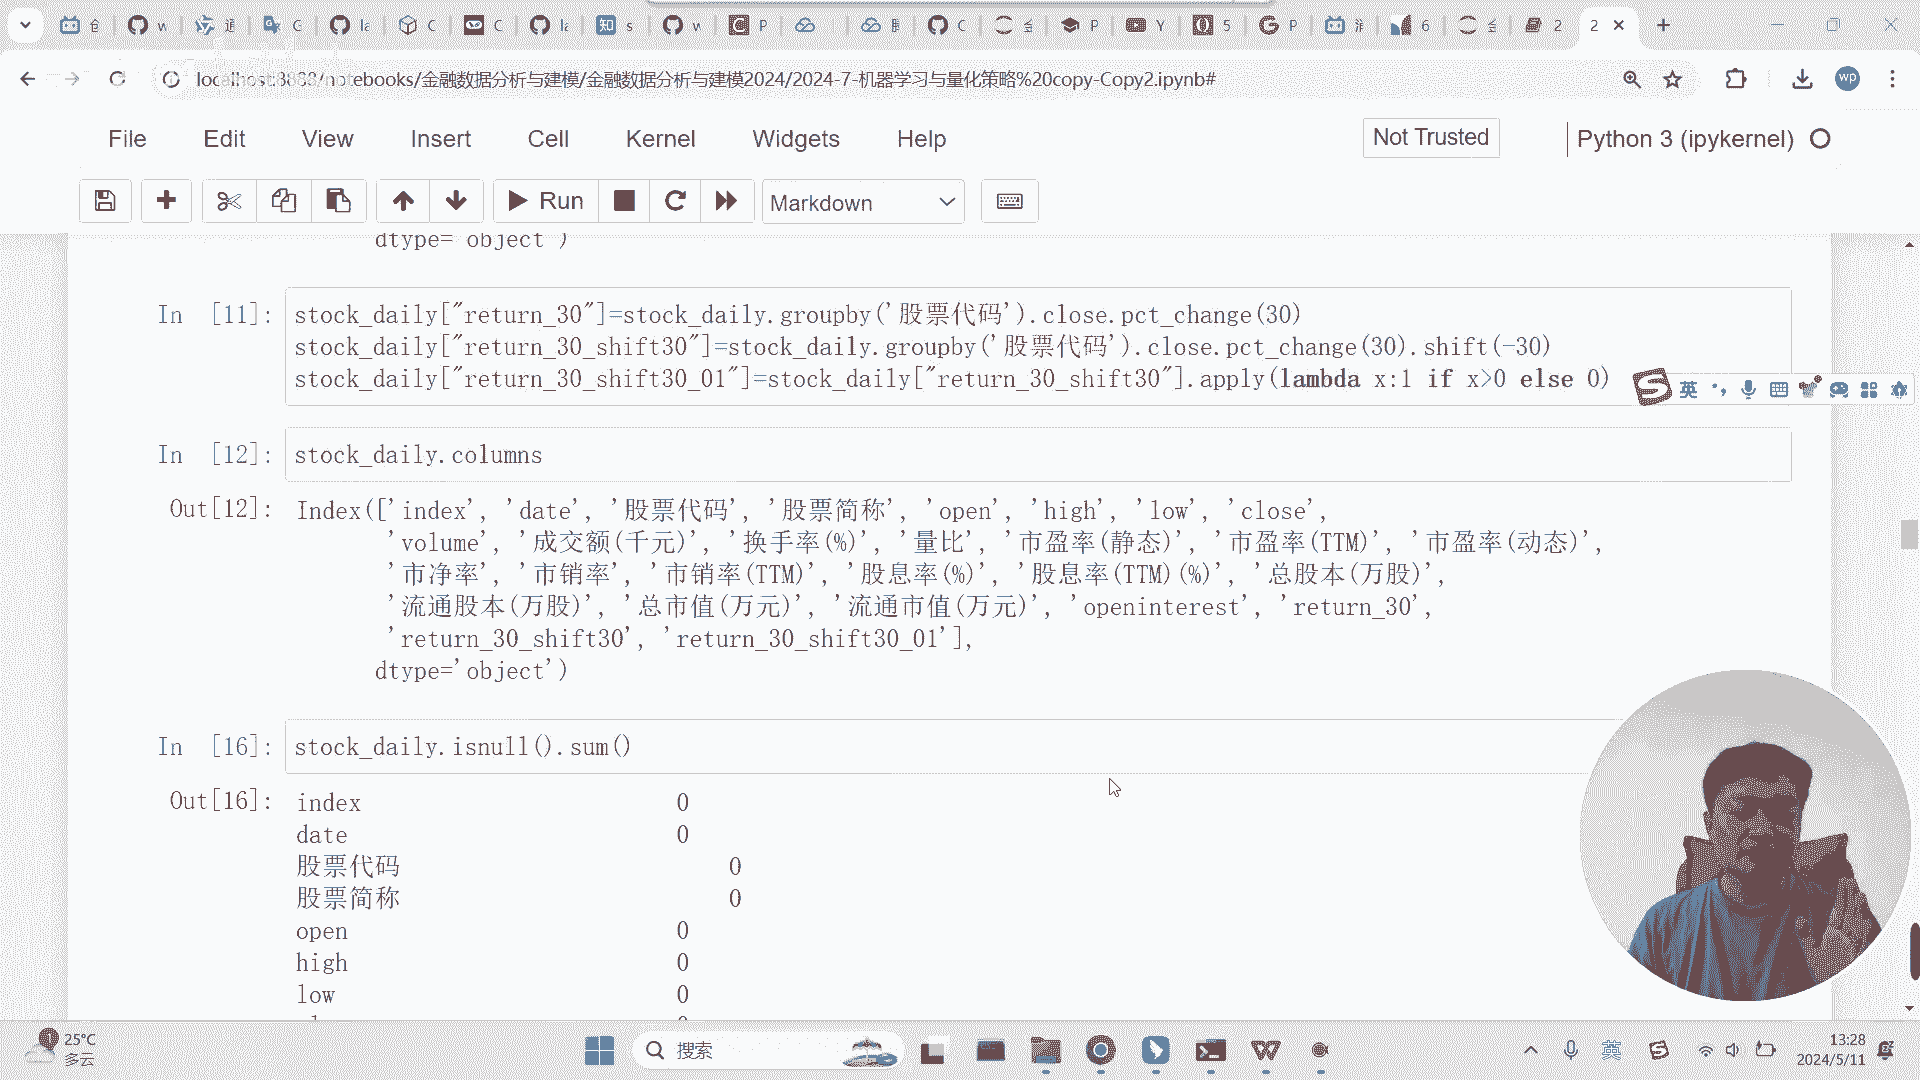 localhost:8888/notebooks/金融数据分析与建模/金融数据分析与建模2024/2024-7-机器学习与量化策略%20copy-Copy2.ipynb#
wp
File Edit View Insert Cell Kernel Widgets Help
Not Trusted
Python 3 (ipykernel)
Run
Markdown
dtype='object')
In [11]:
stock_daily["return_30"]=stock_daily.groupby('股票代码').close.pct_change(30)
stock_daily["return_30_shift30"]=stock_daily.groupby('股票代码').close.pct_change(30).shift(-30)
stock_daily["return_30_shift30_01"]=stock_daily["return_30_shift30"].apply(lambda x:1 if x>0 else 0)
英
In [12]:
stock_daily.columns
Out[12]:
Index(['index', 'date', '股票代码', '股票简称', 'open', 'high', 'low', 'close',
'volume', '成交额(千元)', '换手率(%)', '量比', '市盈率(静态)', '市盈率(TTM)', '市盈率(动态)',
'市净率', '市销率', '市销率(TTM)', '股息率(%)', '股息率(TTM)(%)', '总股本(万股)',
'流通股本(万股)', '总市值(万元)', '流通市值(万元)', 'openinterest', 'return_30',
'return_30_shift30', 'return_30_shift30_01'],
dtype='object')
In [16]:
stock_daily.isnull().sum()
Out[16]:
index 0
date 0
股票代码 0
股票简称 0
open 0
high 0
low 0
25°C
多云
搜索
英
13:28
2024/5/11